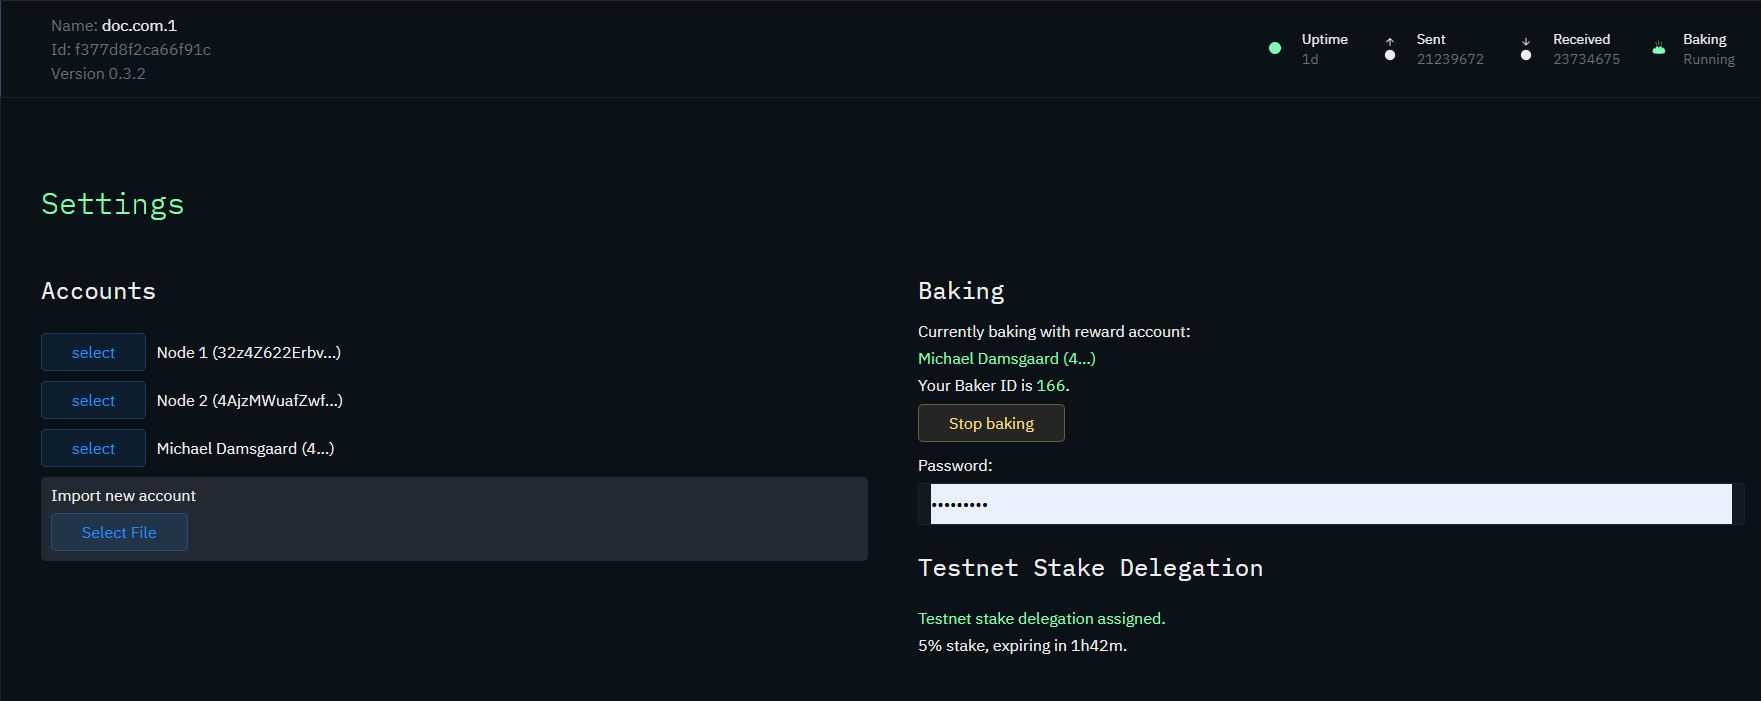 Name: doc.com.1
Id: f377d8f2ca66f91c
Version 0.3.2
Uptime
1d
Sent
21239672
Received
23734675
Baking
Running
Settings
Accounts
select Node 1 (32z4Z622Erbv...)
select Node 2 (4AjzMWuafZwf...)
select Michael Damsgaard (4...)
Import new account
Select File
Baking
Currently baking with reward account:
Michael Damsgaard (4...)
Your Baker ID is 166.
Stop baking
Password:
•••••••••
Testnet Stake Delegation
Testnet stake delegation assigned.
5% stake, expiring in 1h42m.